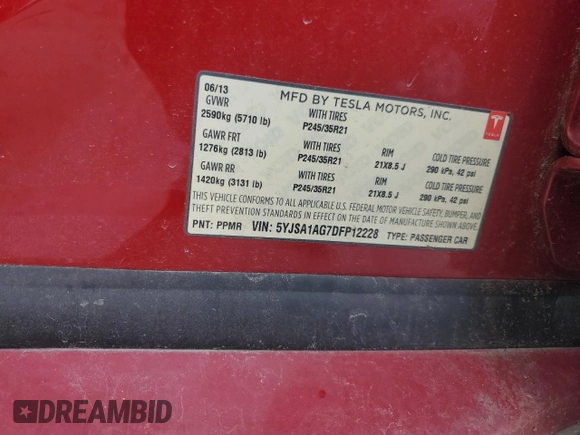 06/13
MFD BY TESLA MOTORS, INC.
GVWR
2590kg (5710 lb)
WITH TIRES
P245/35R21
GAWR FRT
1276kg (2813 lb)
WITH TIRES
P245/35R21
RIM
21X8.5 J
COLD TIRE PRESSURE
290 kPs, 42 psi
GAWR RR
1420kg (3131 lb)
WITH TIRES
P245/35R21
RIM
21X8.5 J
COLD TIRE PRESSURE
290 kPs, 42 psi
THIS VEHICLE CONFORMS TO ALL APPLICABLE U.S. FEDERAL MOTOR VEHICLE SAFETY, BUMPER, AND
THEFT PREVENTION STANDARDS IN EFFECT ON THE DATE OF MANUFACTURE SHOWN ABOVE.
PNT: PPMR VIN: 5YJSA1AG7DFP12228 TYPE: PASSENGER CAR
TESLA
DREAMBID